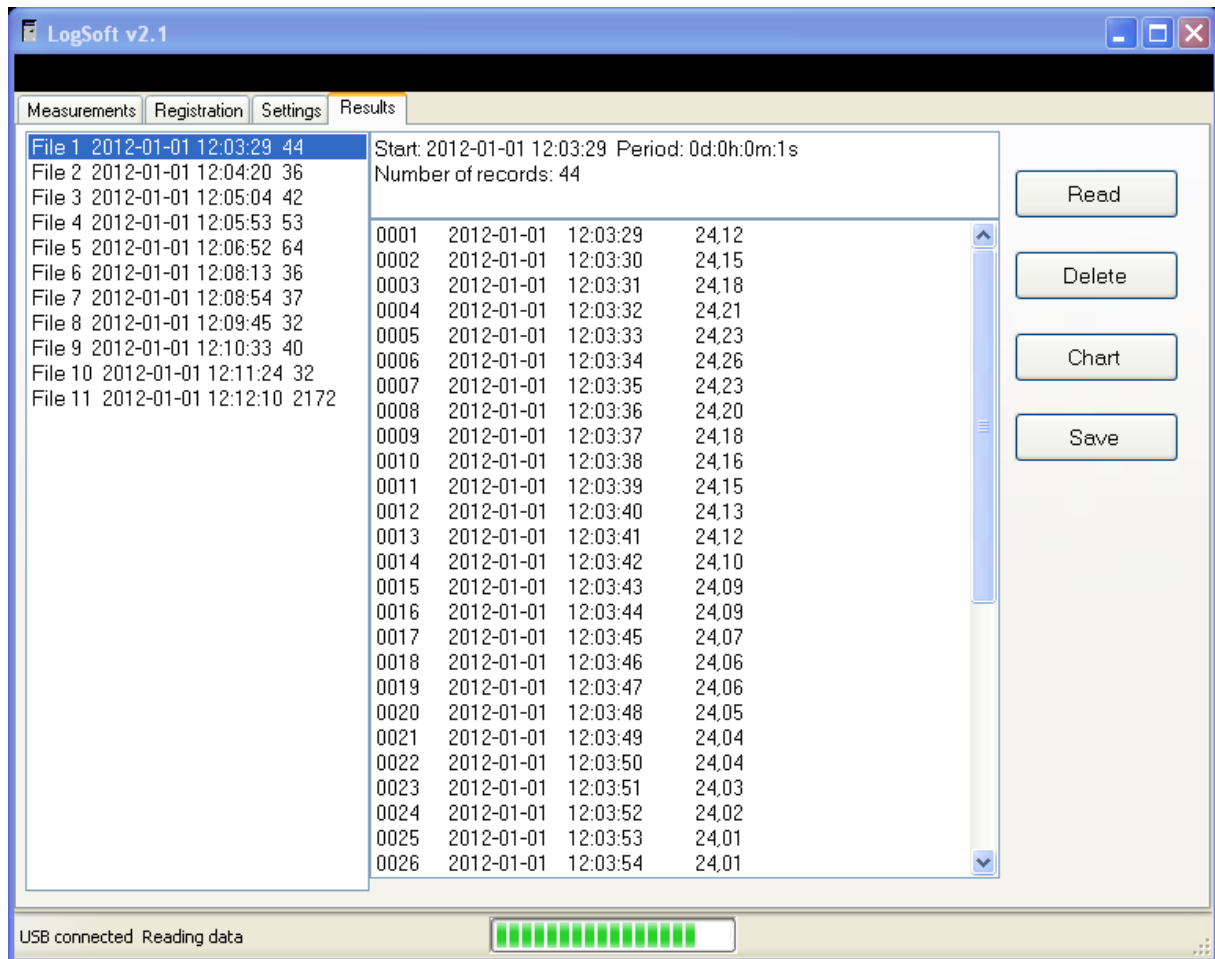 LogSoft v2.1
Measurements Registration Settings Results
File 1 2012-01-01 12:03:29 44
File 2 2012-01-01 12:04:20 36
File 3 2012-01-01 12:05:04 42
File 4 2012-01-01 12:05:53 53
File 5 2012-01-01 12:06:52 64
File 6 2012-01-01 12:08:13 36
File 7 2012-01-01 12:08:54 37
File 8 2012-01-01 12:09:45 32
File 9 2012-01-01 12:10:33 40
File 10 2012-01-01 12:11:24 32
File 11 2012-01-01 12:12:10 2172
Start: 2012-01-01 12:03:29 Period: 0d:0h:0m:1s
Number of records: 44
0001 2012-01-01 12:03:29 24,12
0002 2012-01-01 12:03:30 24,15
0003 2012-01-01 12:03:31 24,18
0004 2012-01-01 12:03:32 24,21
0005 2012-01-01 12:03:33 24,23
0006 2012-01-01 12:03:34 24,26
0007 2012-01-01 12:03:35 24,23
0008 2012-01-01 12:03:36 24,20
0009 2012-01-01 12:03:37 24,18
0010 2012-01-01 12:03:38 24,16
0011 2012-01-01 12:03:39 24,15
0012 2012-01-01 12:03:40 24,13
0013 2012-01-01 12:03:41 24,12
0014 2012-01-01 12:03:42 24,10
0015 2012-01-01 12:03:43 24,09
0016 2012-01-01 12:03:44 24,09
0017 2012-01-01 12:03:45 24,07
0018 2012-01-01 12:03:46 24,06
0019 2012-01-01 12:03:47 24,06
0020 2012-01-01 12:03:48 24,05
0021 2012-01-01 12:03:49 24,04
0022 2012-01-01 12:03:50 24,04
0023 2012-01-01 12:03:51 24,03
0024 2012-01-01 12:03:52 24,02
0025 2012-01-01 12:03:53 24,01
0026 2012-01-01 12:03:54 24,01
Read
Delete
Chart
Save
USB connected Reading data